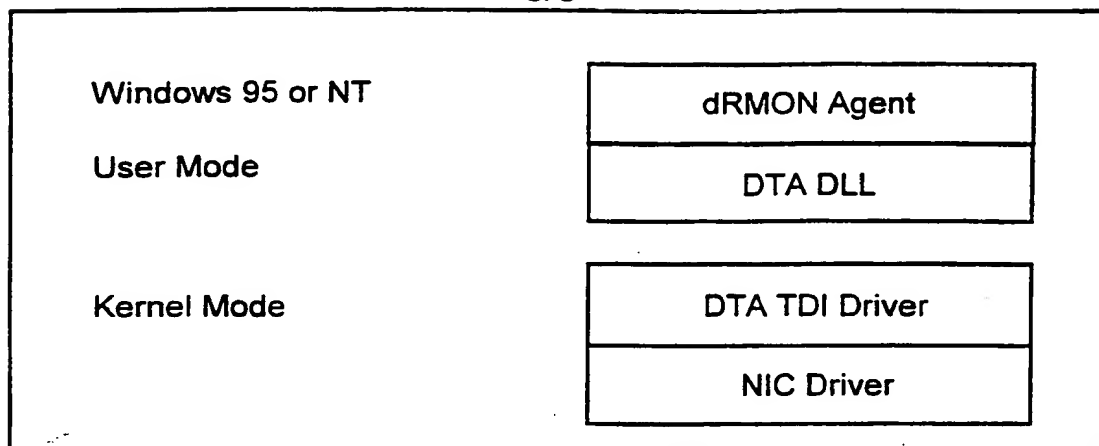 Windows 95 or NT
dRMON Agent
User Mode
DTA DLL
Kernel Mode
DTA TDI Driver
NIC Driver